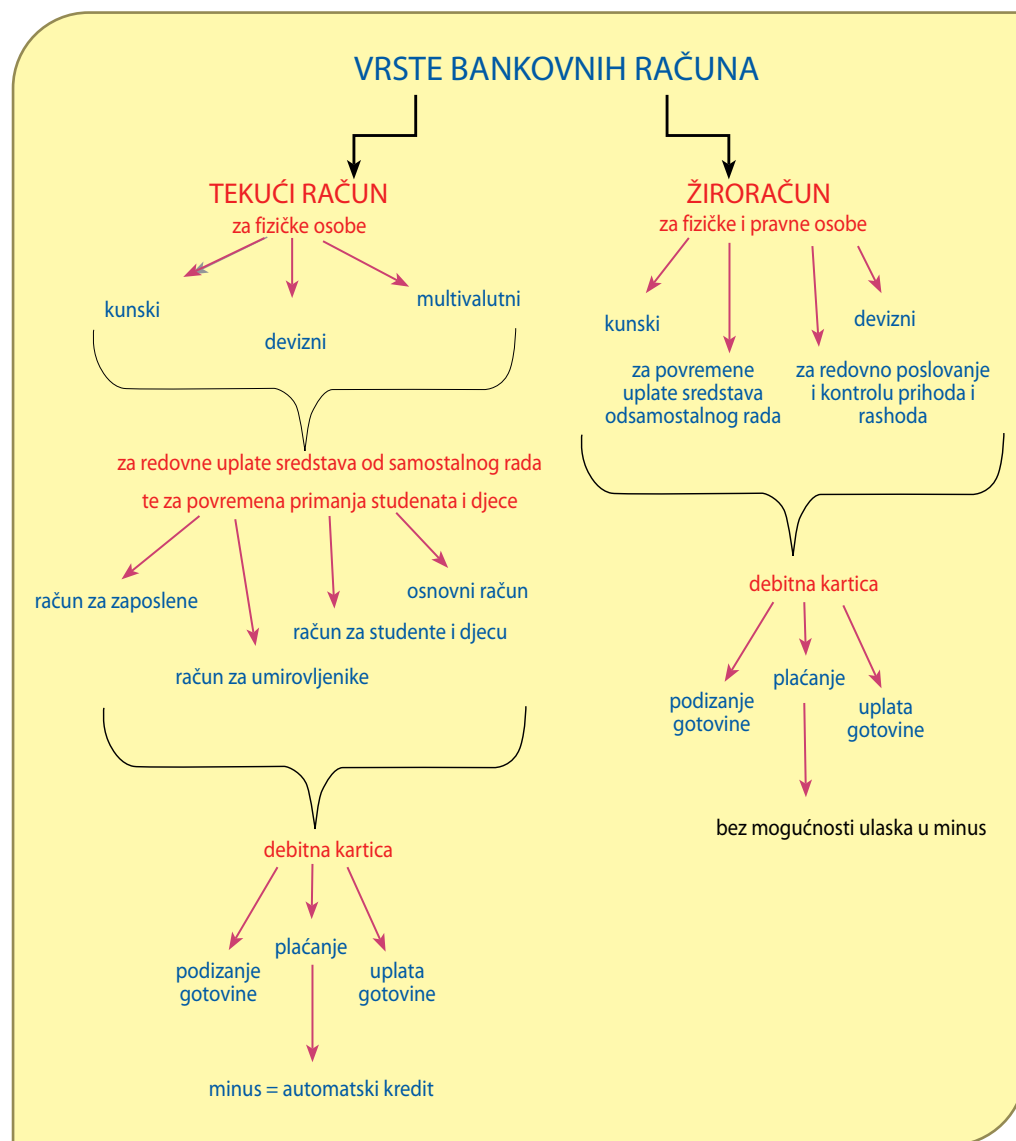 VRSTE BANKOVNIH RAČUNA
TEKUĆI RAČUN
za fizičke osobe
kunski
devizni
multivalutni
za redovne uplate sredstava od samostalnog rada
te za povremena primanja studenata i djece
račun za zaposlene
račun za umirovljenike
račun za studente i djecu
osnovni račun
debitna kartica
podizanje
gotovine
plaćanje
uplata
gotovine
minus = automatski kredit
ŽIRORAČUN
za fizičke i pravne osobe
kunski
za povremene
uplate sredstava
odsamostalnog rada
za redovno poslovanje
i kontrolu prihoda i
rashoda
devizni
debitna kartica
podizanje
gotovine
plaćanje
uplata
gotovine
bez mogućnosti ulaska u minus